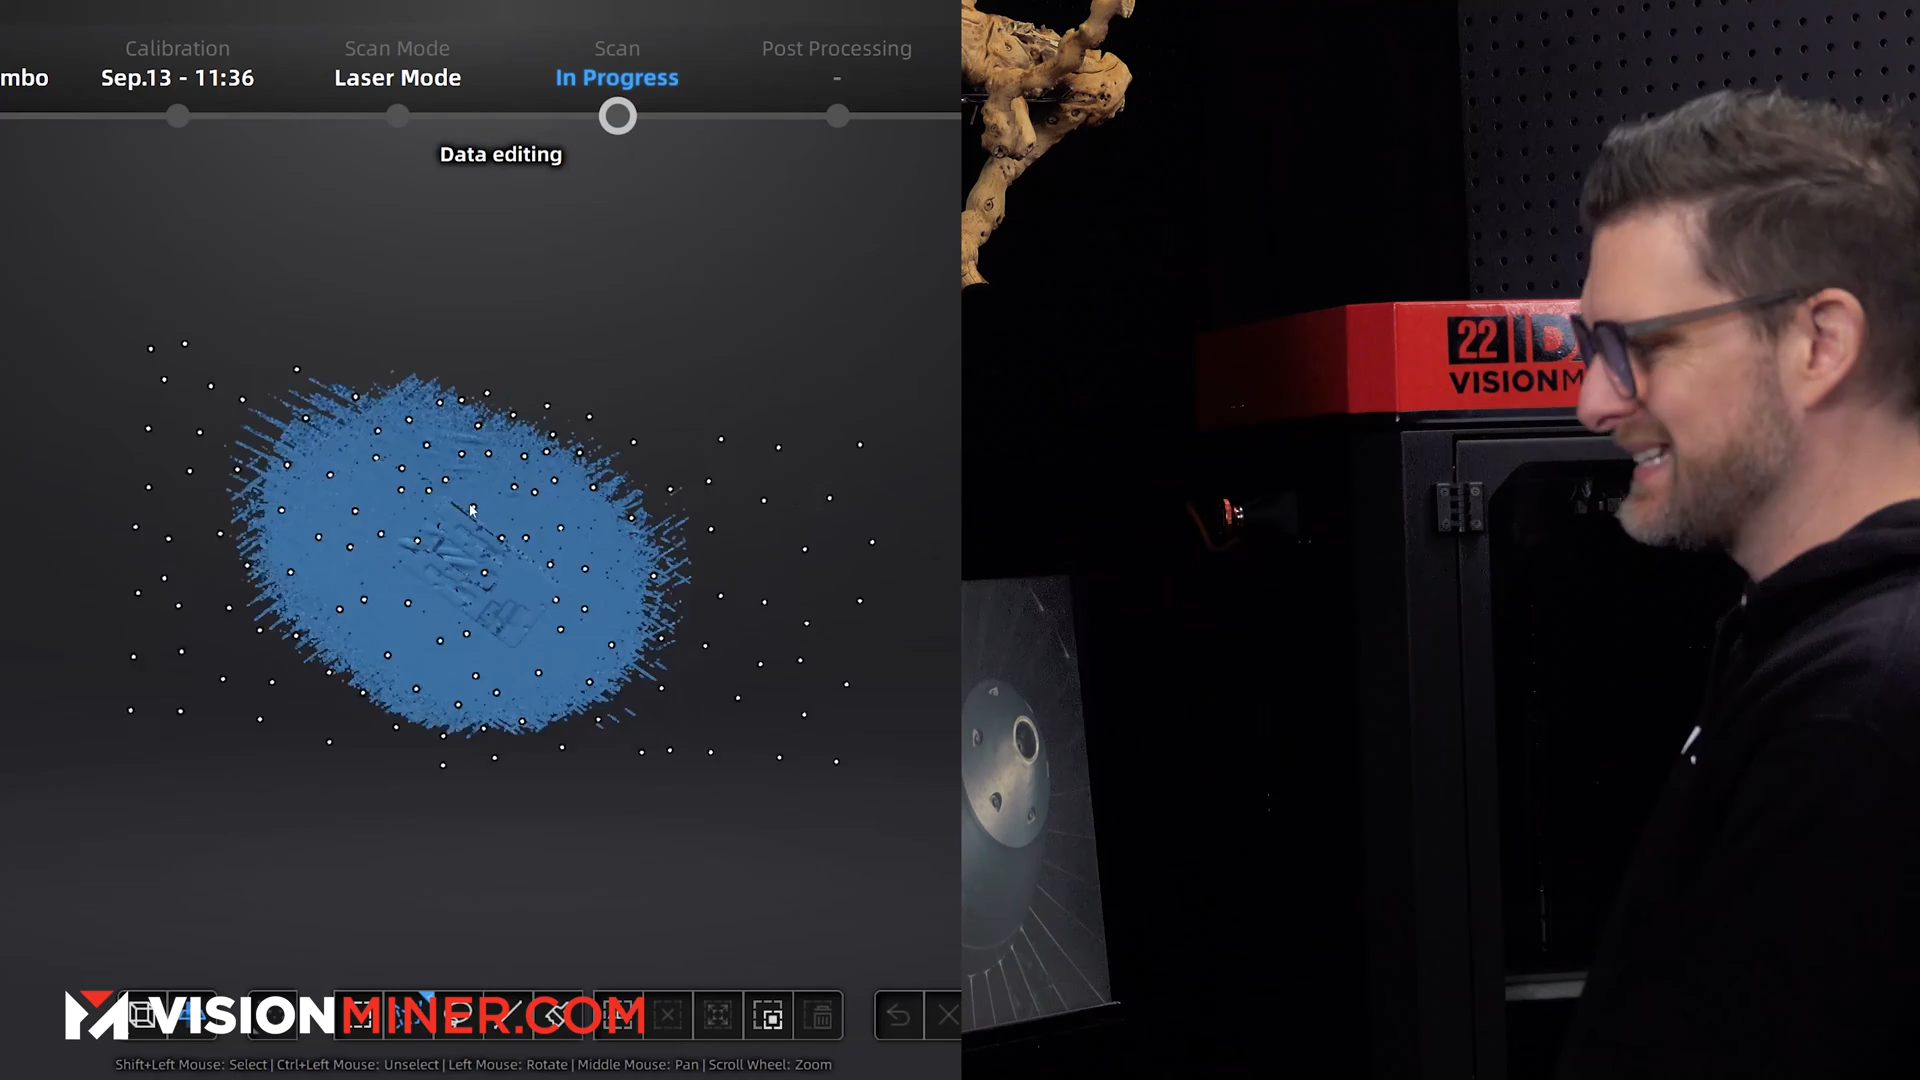 Calibration
Scan Mode
Scan
Post Processing
mbo
Sep.13 - 11:36
Laser Mode
In Progress
-
Data editing
22
VISIONM
VISIONMINER.COM
Shift+Left Mouse: Select | Ctrl+Left Mouse: Unselect | Left Mouse: Rotate | Middle Mouse: Pan | Scroll Wheel: Zoom